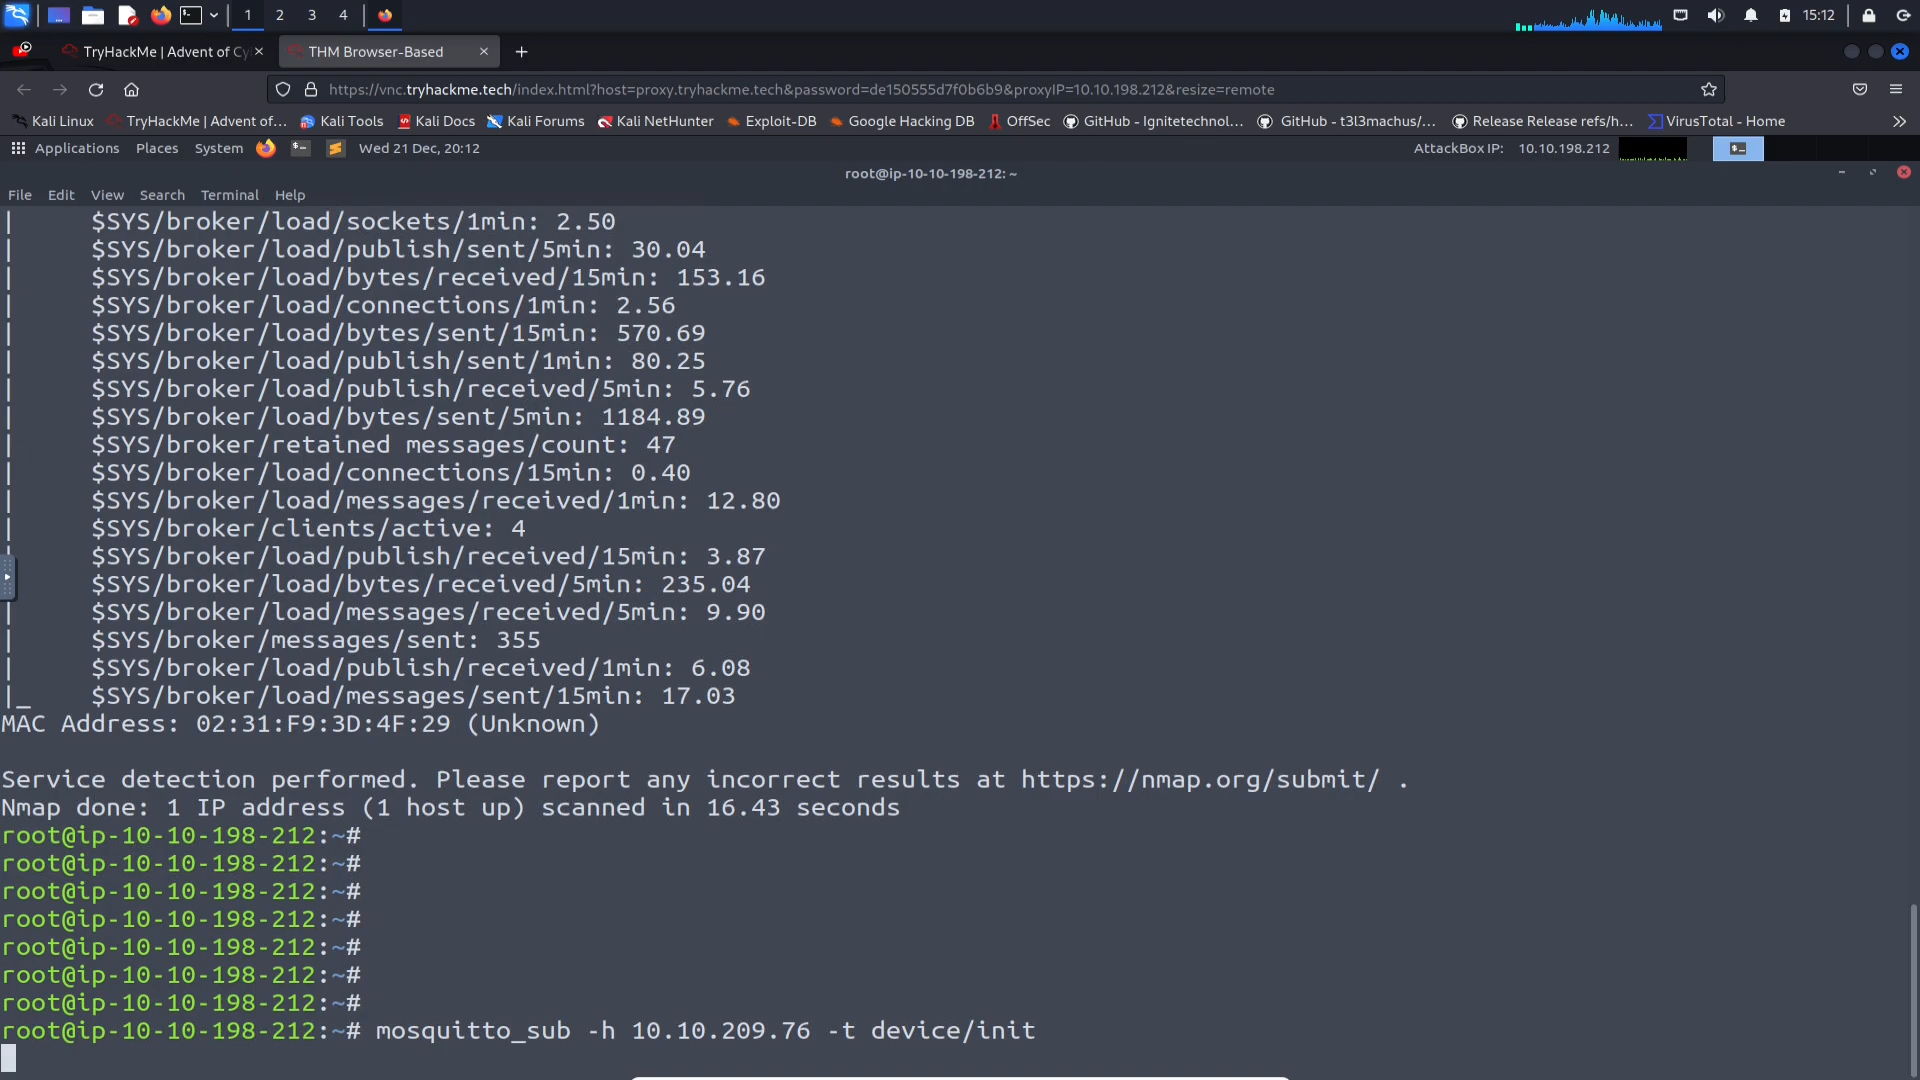 1 2 3 4 15:12
TryHackMe | Advent of Cy THM Browser-Based
https://vnc.tryhackme.tech/index.html?host=proxy.tryhackme.tech&password=de150555d7f0b6b9&proxyIP=10.10.198.212&resize=remote
Kali Linux TryHackMe | Advent of... Kali Tools Kali Docs Kali Forums Kali NetHunter Exploit-DB Google Hacking DB OffSec GitHub - Ignitetechnol... GitHub - t3l3machus/... Release Release refs/h... VirusTotal - Home
Applications Places System Wed 21 Dec, 20:12 AttackBox IP: 10.10.198.212
root@ip-10-10-198-212: ~
File Edit View Search Terminal Help
| $SYS/broker/load/sockets/1min: 2.50
| $SYS/broker/load/publish/sent/5min: 30.04
| $SYS/broker/load/bytes/received/15min: 153.16
| $SYS/broker/load/connections/1min: 2.56
| $SYS/broker/load/bytes/sent/15min: 570.69
| $SYS/broker/load/publish/sent/1min: 80.25
| $SYS/broker/load/publish/received/5min: 5.76
| $SYS/broker/load/bytes/sent/5min: 1184.89
| $SYS/broker/retained messages/count: 47
| $SYS/broker/load/connections/15min: 0.40
| $SYS/broker/load/messages/received/1min: 12.80
| $SYS/broker/clients/active: 4
| $SYS/broker/load/publish/received/15min: 3.87
| $SYS/broker/load/bytes/received/5min: 235.04
| $SYS/broker/load/messages/received/5min: 9.90
| $SYS/broker/messages/sent: 355
| $SYS/broker/load/publish/received/1min: 6.08
|_ $SYS/broker/load/messages/sent/15min: 17.03
MAC Address: 02:31:F9:3D:4F:29 (Unknown)
Service detection performed. Please report any incorrect results at https://nmap.org/submit/ .
Nmap done: 1 IP address (1 host up) scanned in 16.43 seconds
root@ip-10-10-198-212:~#
root@ip-10-10-198-212:~#
root@ip-10-10-198-212:~#
root@ip-10-10-198-212:~#
root@ip-10-10-198-212:~#
root@ip-10-10-198-212:~#
root@ip-10-10-198-212:~#
root@ip-10-10-198-212:~# mosquitto_sub -h 10.10.209.76 -t device/init